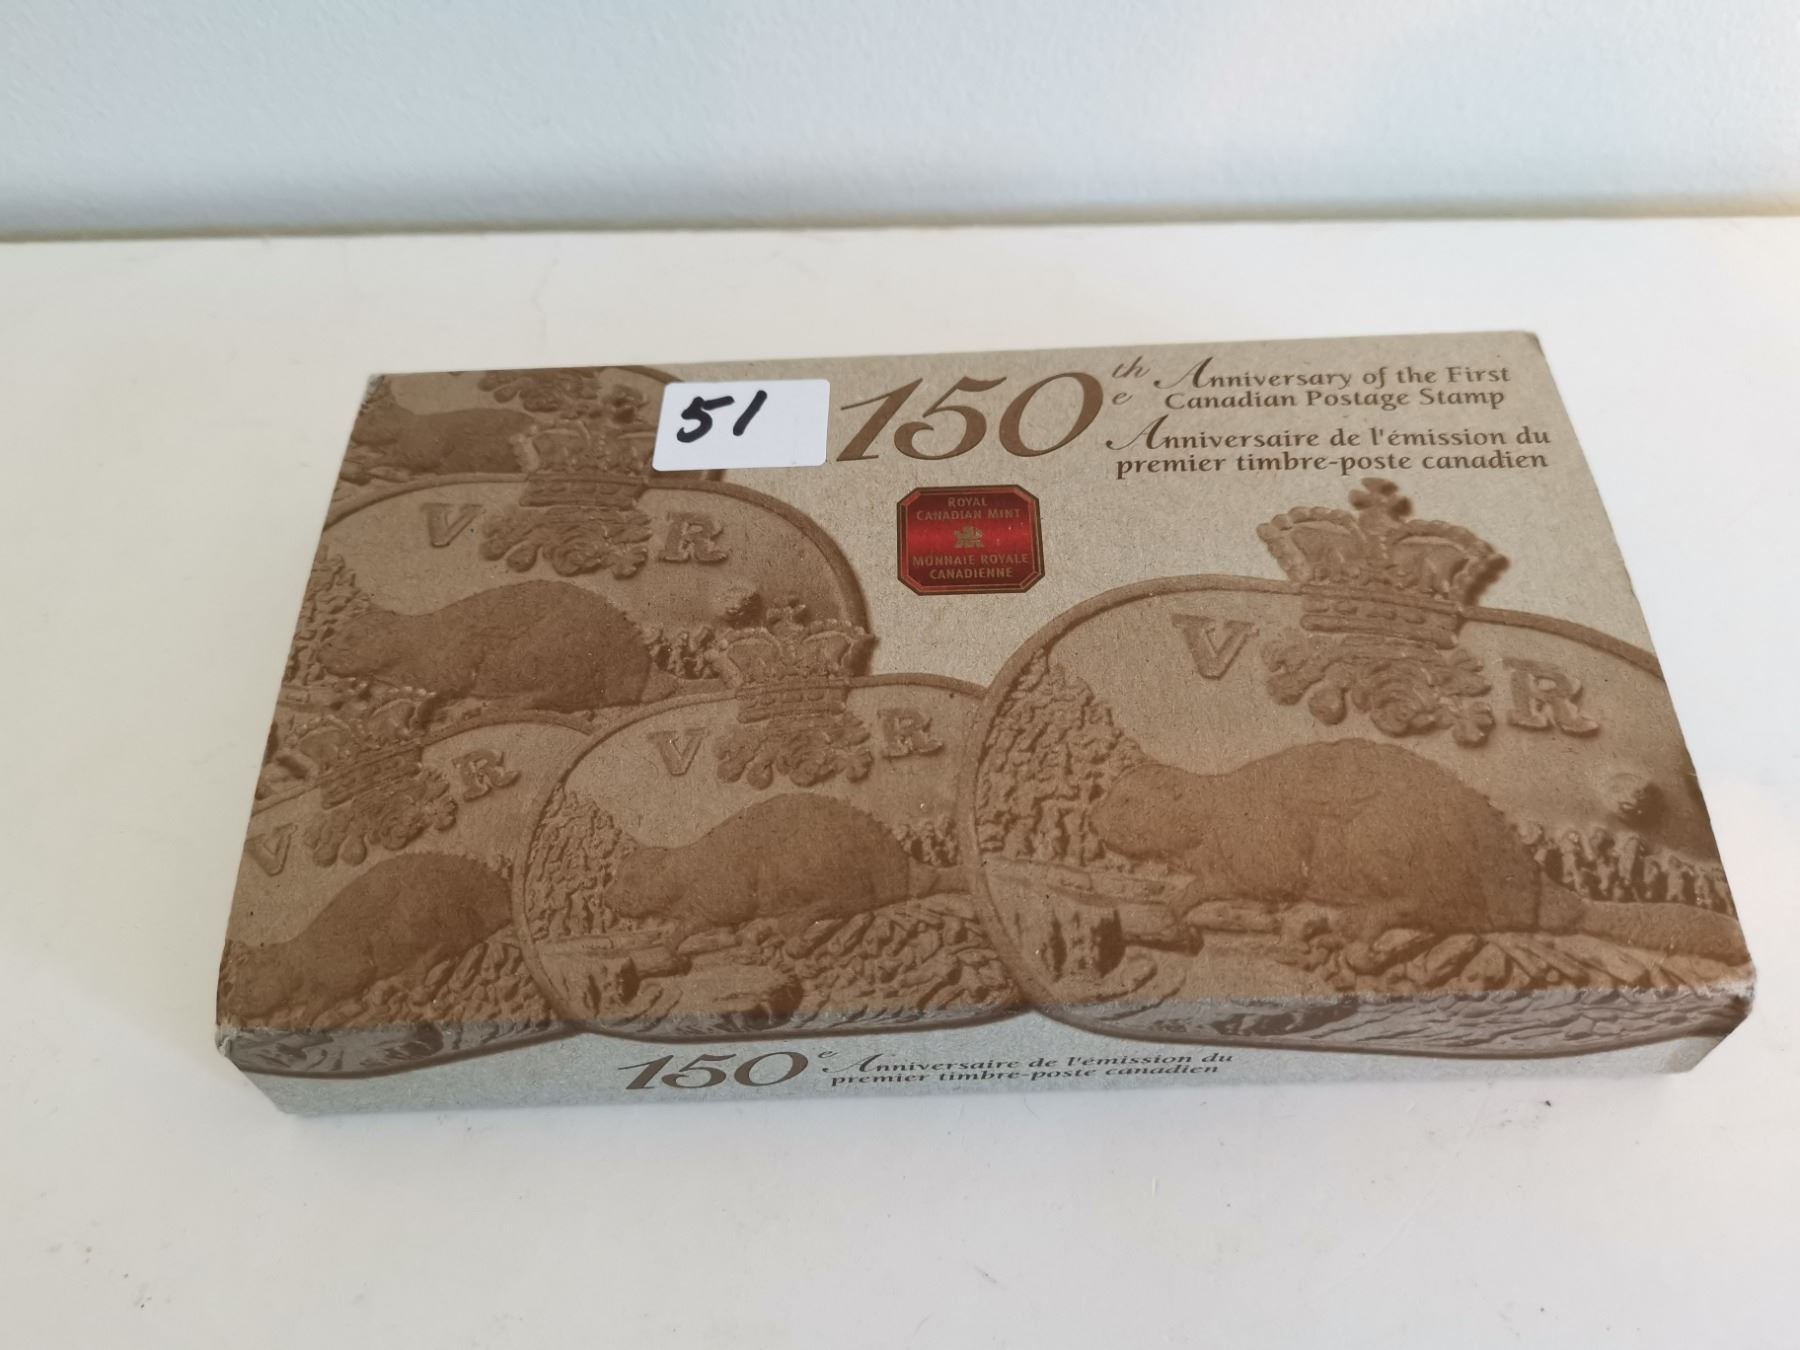 51
150th
e
Anniversary of the First
Canadian Postage Stamp
Anniversaire de l'émission du
premier timbre-poste canadien
ROYAL
CANADIAN MINT
MONNAIE ROYALE
CANADIENNE
V R
V R
V R
V R
150e Anniversaire de l'émission du
premier timbre-poste canadien